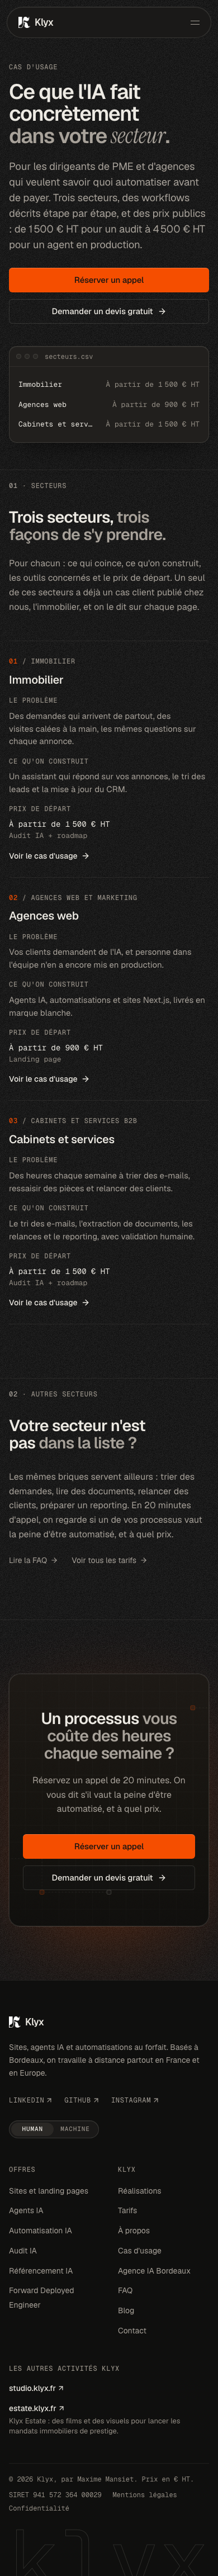 Klyx
CAS D'USAGE
Ce que l'IA fait
concrètement
dans votre secteur.
Pour les dirigeants de PME et d'agences
qui veulent savoir quoi automatiser avant
de payer. Trois secteurs, des workflows
décrits étape par étape, et des prix publics
: de 1 500 € HT pour un audit à 4 500 € HT
pour un agent en production.
Réserver un appel
Demander un devis gratuit →
secteurs.csv
Immobilier À partir de 1 500 € HT
Agences web À partir de 900 € HT
Cabinets et serv… À partir de 1 500 € HT
01 · SECTEURS
Trois secteurs, trois
façons de s'y prendre.
Pour chacun : ce qui coince, ce qu'on construit,
les outils concernés et le prix de départ. Un seul
de ces secteurs a déjà un cas client publié chez
nous, l'immobilier, et on le dit sur chaque page.
01 / IMMOBILIER
Immobilier
LE PROBLÈME
Des demandes qui arrivent de partout, des
visites calées à la main, les mêmes questions sur
chaque annonce.
CE QU'ON CONSTRUIT
Un assistant qui répond sur vos annonces, le tri des
leads et la mise à jour du CRM.
PRIX DE DÉPART
À partir de 1 500 € HT
Audit IA + roadmap
Voir le cas d'usage →
02 / AGENCES WEB ET MARKETING
Agences web
LE PROBLÈME
Vos clients demandent de l'IA, et personne dans
l'équipe n'en a encore mis en production.
CE QU'ON CONSTRUIT
Agents IA, automatisations et sites Next.js, livrés en
marque blanche.
PRIX DE DÉPART
À partir de 900 € HT
Landing page
Voir le cas d'usage →
03 / CABINETS ET SERVICES B2B
Cabinets et services
LE PROBLÈME
Des heures chaque semaine à trier des e-mails,
ressaisir des pièces et relancer des clients.
CE QU'ON CONSTRUIT
Le tri des e-mails, l'extraction de documents, les
relances et le reporting, avec validation humaine.
PRIX DE DÉPART
À partir de 1 500 € HT
Audit IA + roadmap
Voir le cas d'usage →
02 · AUTRES SECTEURS
Votre secteur n'est
pas dans la liste ?
Les mêmes briques servent ailleurs : trier des
demandes, lire des documents, relancer des
clients, préparer un reporting. En 20 minutes
d'appel, on regarde si un de vos processus vaut
la peine d'être automatisé, et à quel prix.
Lire la FAQ → Voir tous les tarifs →
Un processus vous
coûte des heures
chaque semaine ?
Réservez un appel de 20 minutes. On
vous dit s'il vaut la peine d'être
automatisé, et à quel prix.
Réserver un appel
Demander un devis gratuit →
Klyx
Sites, agents IA et automatisations au forfait. Basés à
Bordeaux, on travaille à distance partout en France et
en Europe.
LINKEDIN ↗ GITHUB ↗ INSTAGRAM ↗
HUMAN MACHINE
OFFRES
Sites et landing pages
Agents IA
Automatisation IA
Audit IA
Référencement IA
Forward Deployed
Engineer
KLYX
Réalisations
Tarifs
À propos
Cas d'usage
Agence IA Bordeaux
FAQ
Blog
Contact
LES AUTRES ACTIVITÉS KLYX
studio.klyx.fr ↗
estate.klyx.fr ↗
Klyx Estate : des films et des visuels pour lancer les
mandats immobiliers de prestige.
© 2026 Klyx, par Maxime Mansiet. Prix en € HT.
SIRET 941 572 364 00029 Mentions légales
Confidentialité
klyx